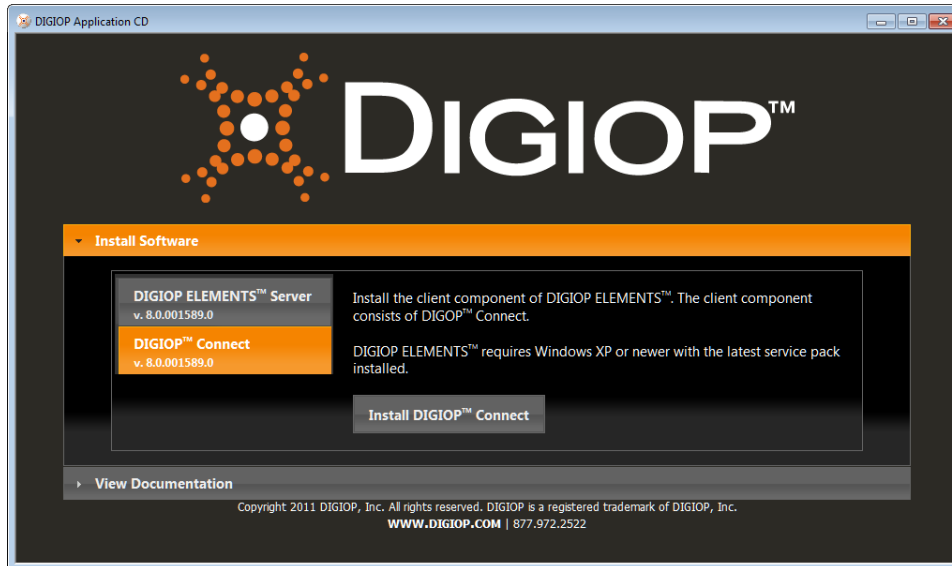 DIGIOP Application CD
DIGIOP™
Install Software
DIGIOP ELEMENTS™ Server
v. 8.0.001589.0
DIGIOP™ Connect
v. 8.0.001589.0
Install the client component of DIGIOP ELEMENTS™. The client component
consists of DIGOP™ Connect.
DIGIOP ELEMENTS™ requires Windows XP or newer with the latest service pack
installed.
Install DIGIOP™ Connect
View Documentation
Copyright 2011 DIGIOP, Inc. All rights reserved. DIGIOP is a registered trademark of DIGIOP, Inc.
WWW.DIGIOP.COM | 877.972.2522